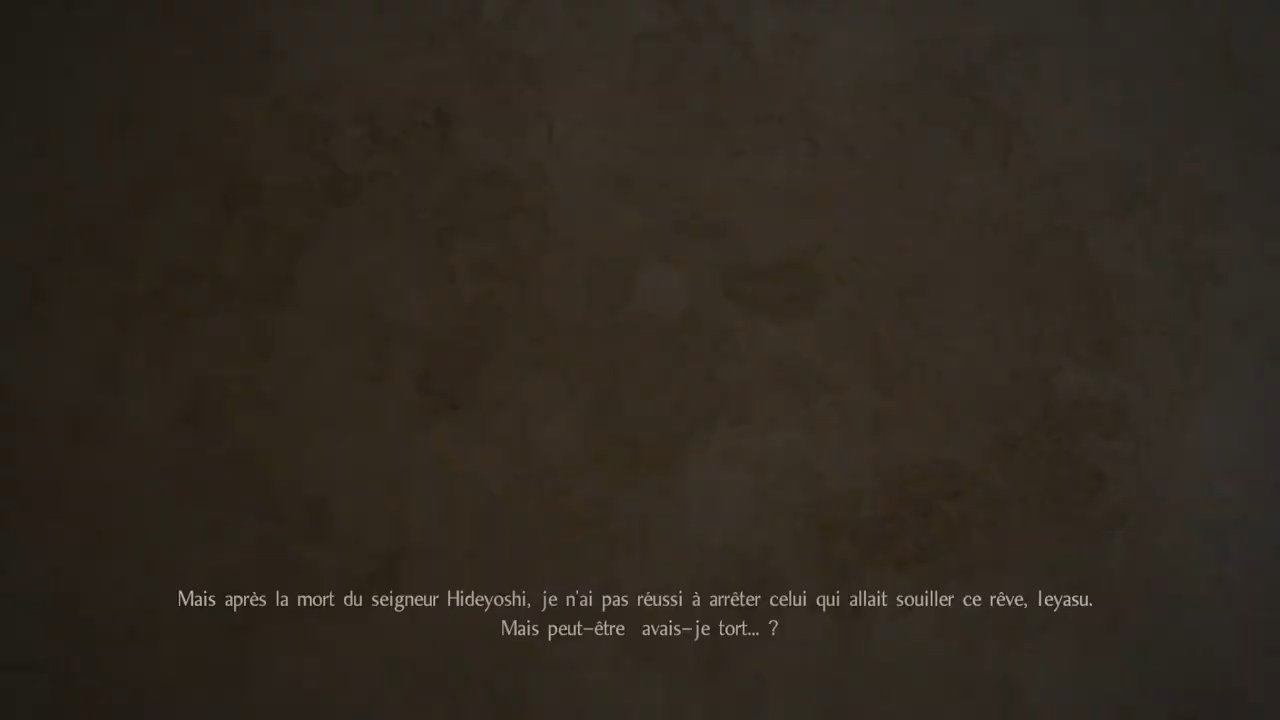 Mais après la mort du seigneur Hideyoshi, je n'ai pas réussi à arrêter celui qui allait souiller ce rêve, Ieyasu.
Mais peut-être avais-je tort... ?